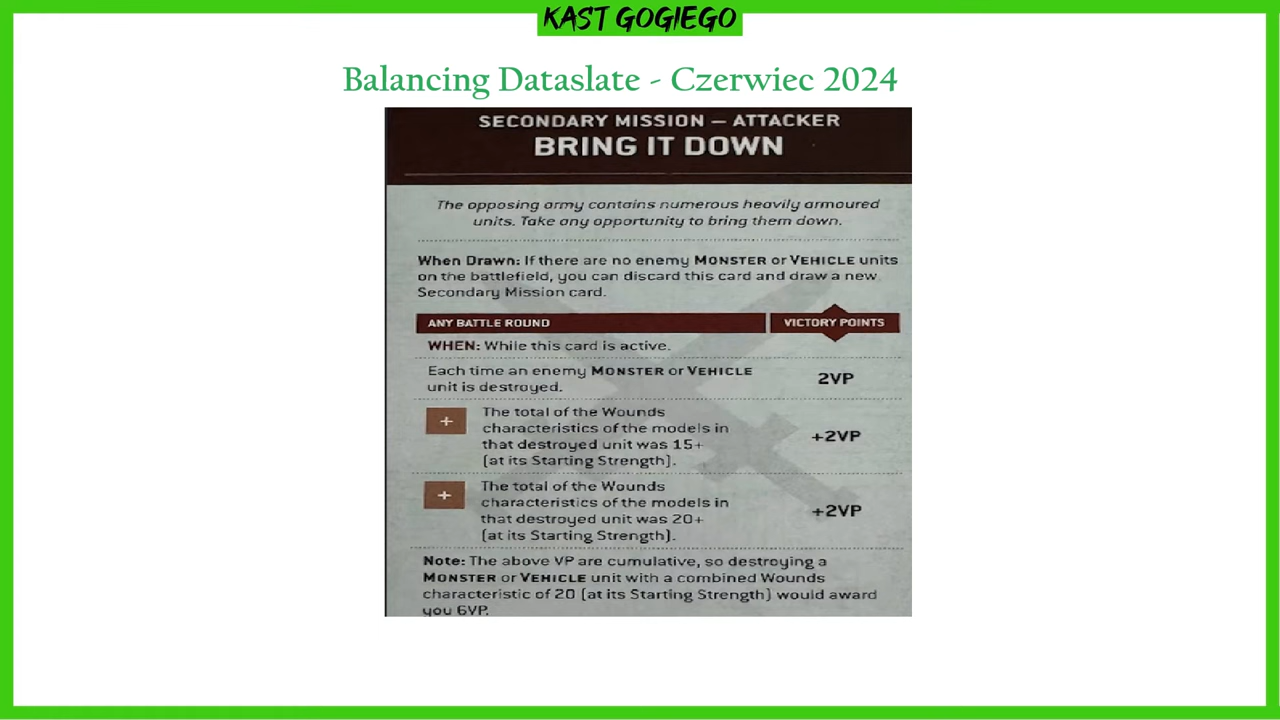 KAST GOGIEGO
Balancing Dataslate - Czerwiec 2024
SECONDARY MISSION – ATTACKER
BRING IT DOWN
The opposing army contains numerous heavily armoured
units. Take any opportunity to bring them down.
When Drawn: If there are no enemy MONSTER or VEHICLE units
on the battlefield, you can discard this card and draw a new
Secondary Mission card.
ANY BATTLE ROUND VICTORY POINTS
WHEN: While this card is active.
Each time an enemy MONSTER or VEHICLE
unit is destroyed.
2VP
+ The total of the Wounds
characteristics of the models in
that destroyed unit was 15+
(at its Starting Strength).
+2VP
+ The total of the Wounds
characteristics of the models in
that destroyed unit was 20+
(at its Starting Strength).
+2VP
Note: The above VP are cumulative, so destroying a
MONSTER or VEHICLE unit with a combined Wounds
characteristic of 20 (at its Starting Strength) would award
you 6VP.